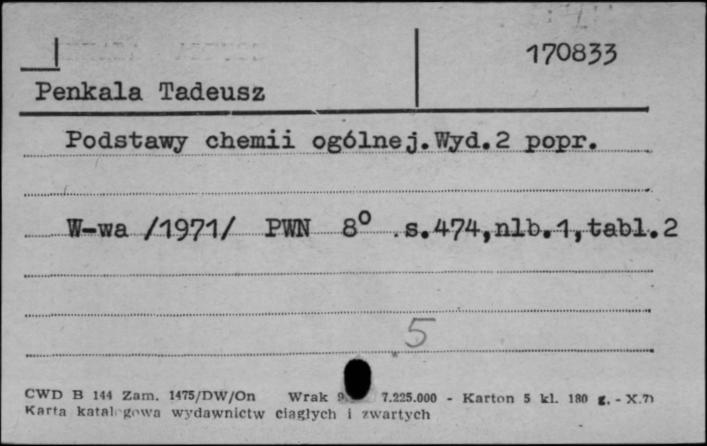 170833
Penkala Tadeusz
Podstawy chemii ogólnej.Wyd.2 popr.
W-wa /1971/ PWN 8° s.474,nlb.1,tabl.2
5
CWD B 144 Zam. 1475/DW/On Wrak 7.225.000 - Karton 5 kl. 180 g. - X.71
Karta katalogowa wydawnictw ciągłych i zwartych